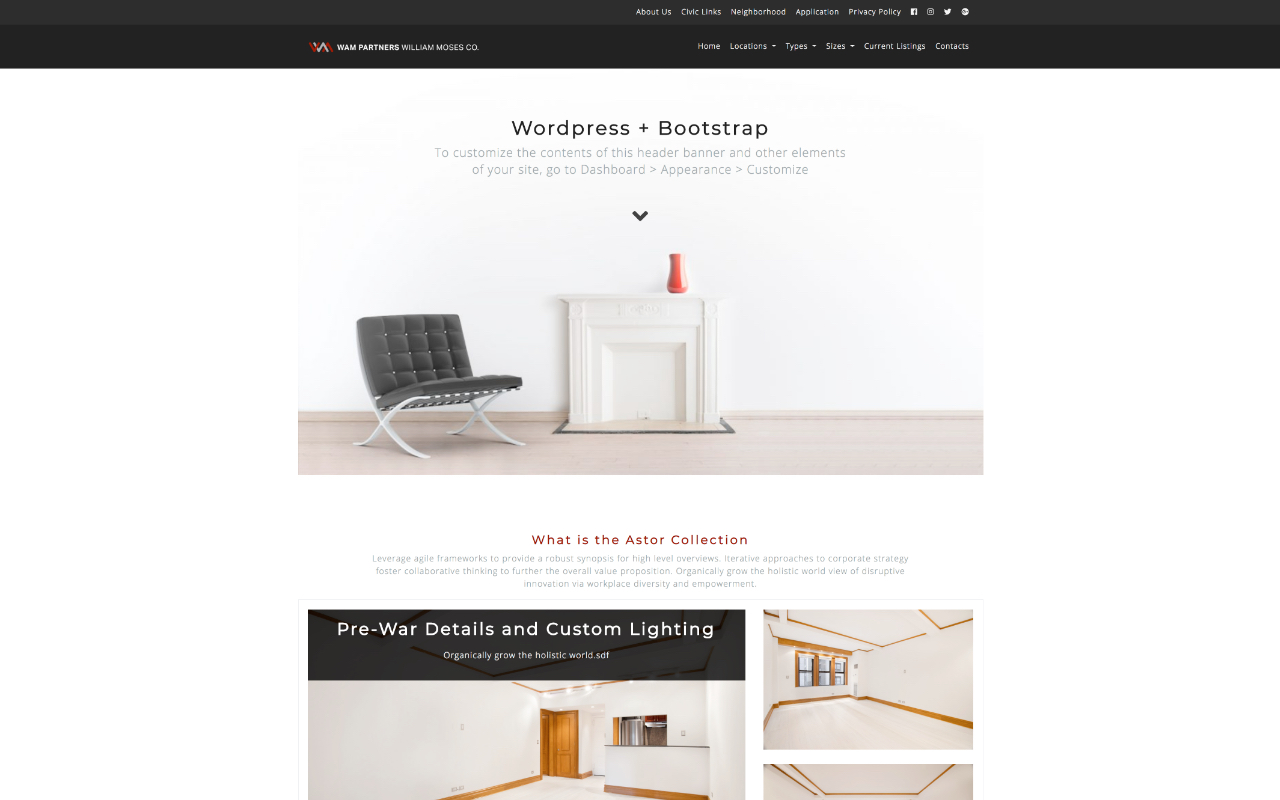 About Us Civic Links Neighborhood Application Privacy Policy
WAM PARTNERS WILLIAM MOSES CO.
Home Locations Types Sizes Current Listings Contacts
Wordpress + Bootstrap
To customize the contents of this header banner and other elements
of your site, go to Dashboard > Appearance > Customize
What is the Astor Collection
Leverage agile frameworks to provide a robust synopsis for high level overviews. Iterative approaches to corporate strategy
foster collaborative thinking to further the overall value proposition. Organically grow the holistic world view of disruptive
innovation via workplace diversity and empowerment.
Pre-War Details and Custom Lighting
Organically grow the holistic world.sdf